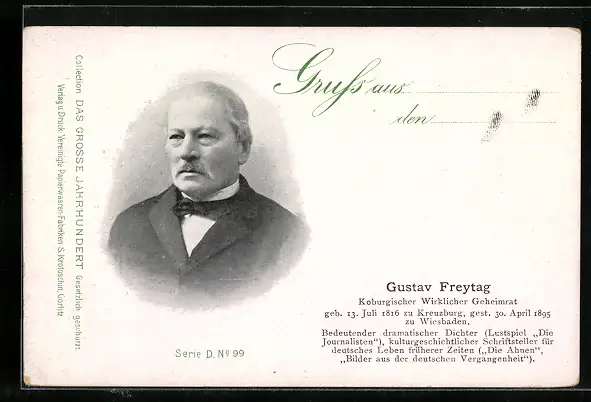 Collection DAS GROSSE JAHRHUNDERT Gesetzlich geschützt
Verlag u. Druck Vereinigte Papierwaaren-Fabriken S. Krotoschin, Görlitz
Gruss aus
den
Gustav Freytag
Koburgischer Wirklicher Geheimrat
geb. 13. Juli 1816 zu Kreuzburg, gest. 30. April 1895
zu Wiesbaden.
Bedeutender dramatischer Dichter (Lustspiel „Die
Journalisten“), kulturgeschichtlicher Schriftsteller für
deutsches Leben früherer Zeiten („Die Ahnen“,
„Bilder aus der deutschen Vergangenheit“).
Serie D. Nº 99